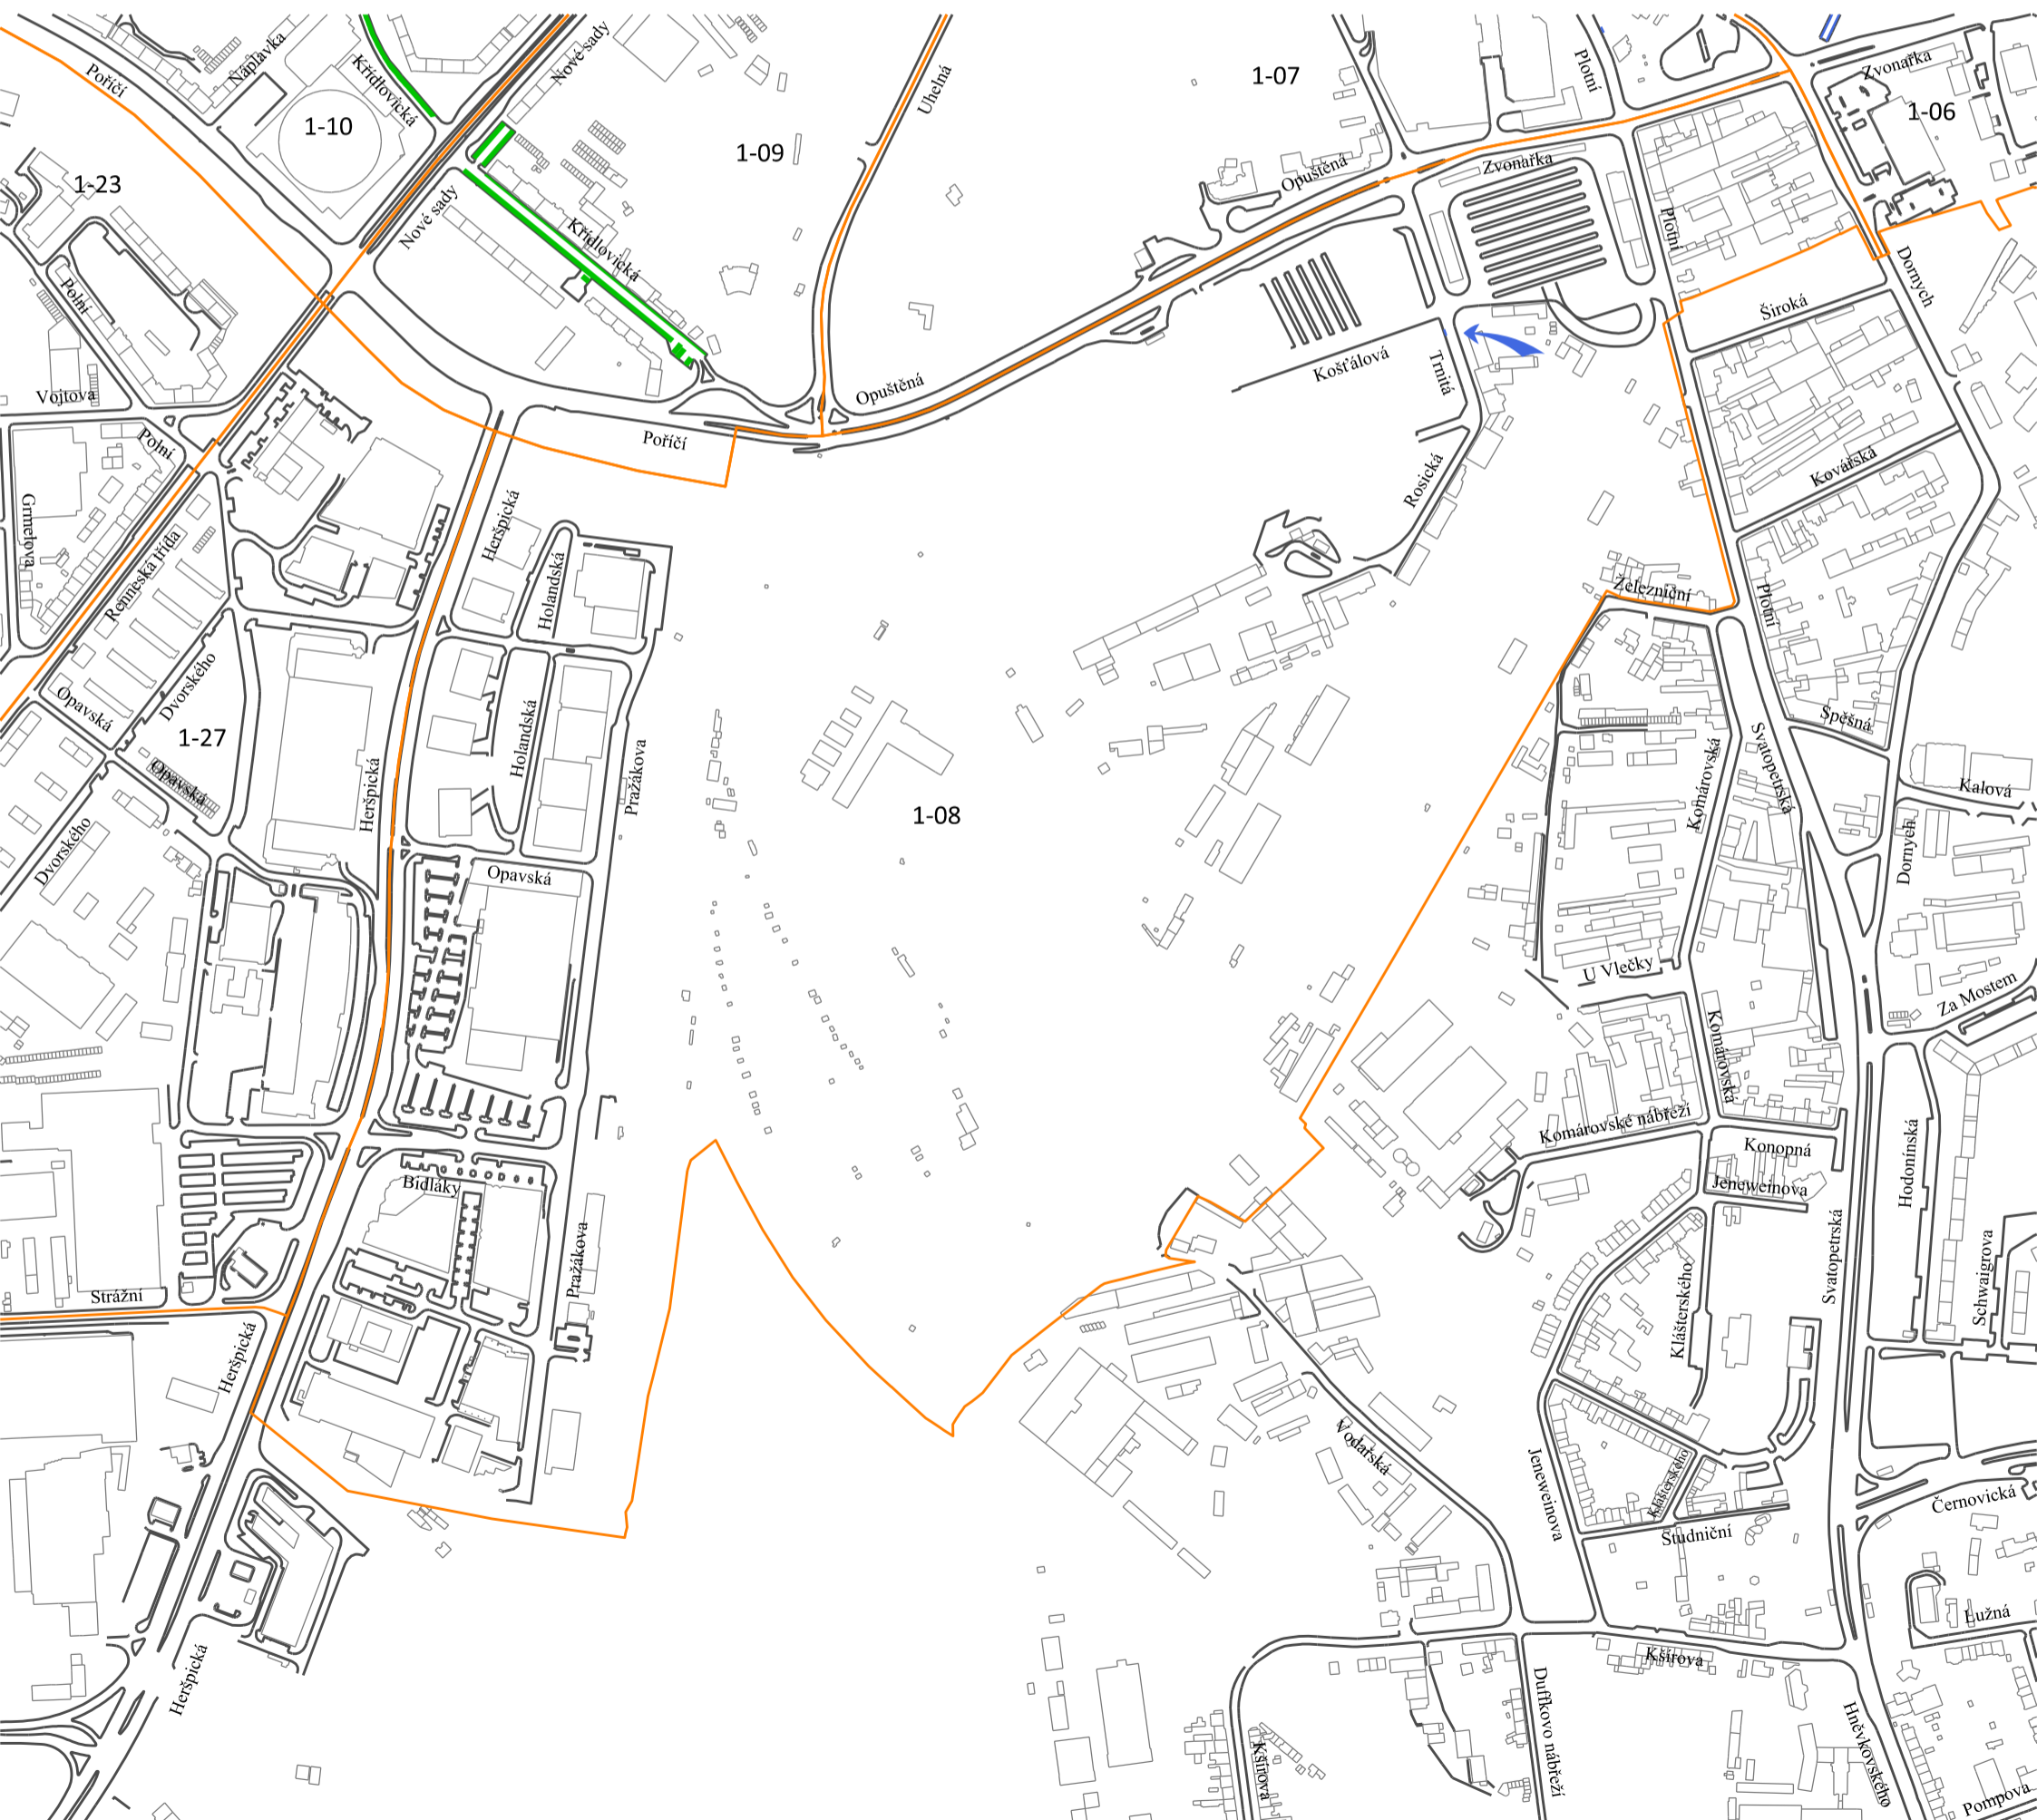 Nové sady
Náplavka
Poříčí
Křídlovická
Uhelná
1-07
Plotní
Zvonařka
1-06
1-10
1-09
1-23
Zvonařka
Opuštěná
Nové sady
Křídlovická
Plotní
Dornych
Polní
Široká
Košťálová
Trnitá
Opuštěná
Vojtova
Poříčí
Polní
Rosická
Kovářská
Grmelova
Heršpická
Renneská třída
Holandská
Železniční
Plotní
Dvorského
Opavská
1-27
Holandská
Spěšná
Svatopetrská
Komárovská
Heršpická
Pražákova
Opavská
Kalová
1-08
Dvorského
Dornych
Opavská
U Vlečky
Za Mostem
Komárovská
Komárovské nábřeží
Konopná
Hodonínská
Jeneweinova
Bidláky
Svatopetrská
Pražákova
Schwaigrova
Klášterského
Strážní
Heršpická
Vodařská
Klášterského
Jeneweinova
Černovická
Studniční
Lužná
Kšírova
Heršpická
Duffkovo nábřeží
Hněvkovského
Kšírova
Pompova